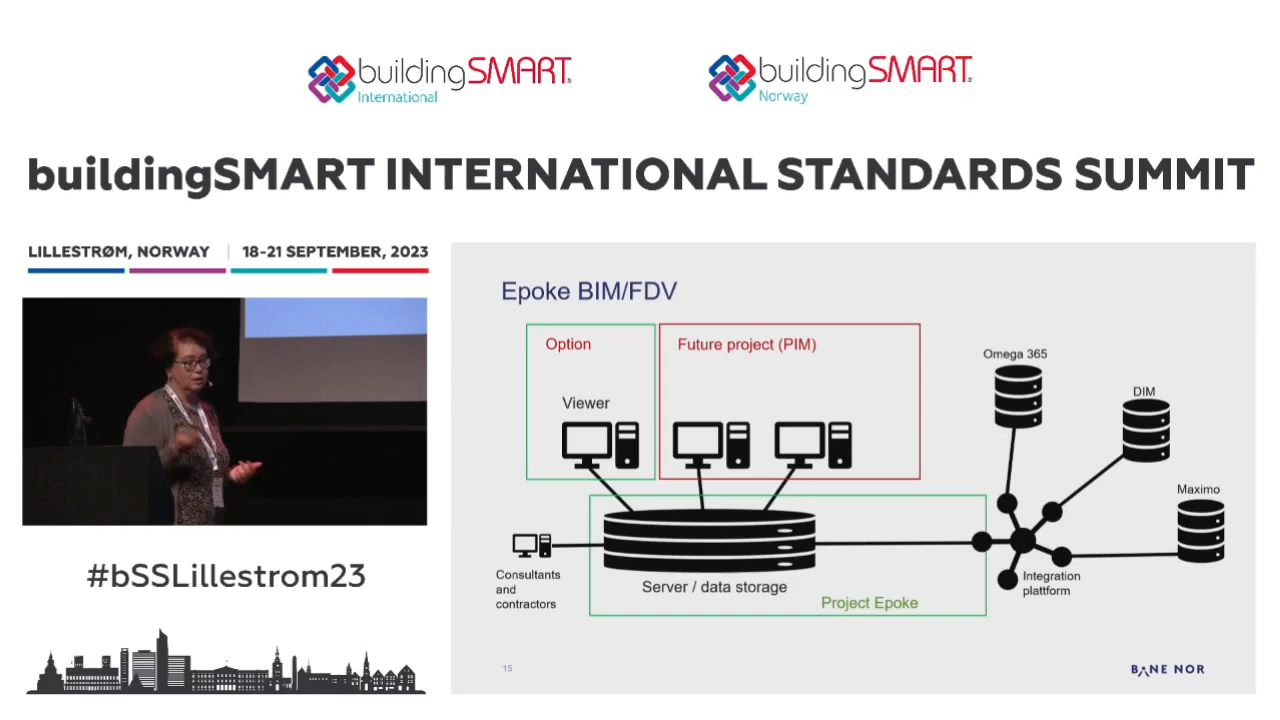 buildingSMART®
International
buildingSMART®
Norway
buildingSMART INTERNATIONAL STANDARDS SUMMIT
LILLESTRØM, NORWAY | 18-21 SEPTEMBER, 2023
#bSSLillestrom23
Epoke BIM/FDV
Option
Future project (PIM)
Viewer
Omega 365
DIM
Maximo
Consultants
and
contractors
Server / data storage
Project Epoke
Integration
plattform
15
BANE NOR